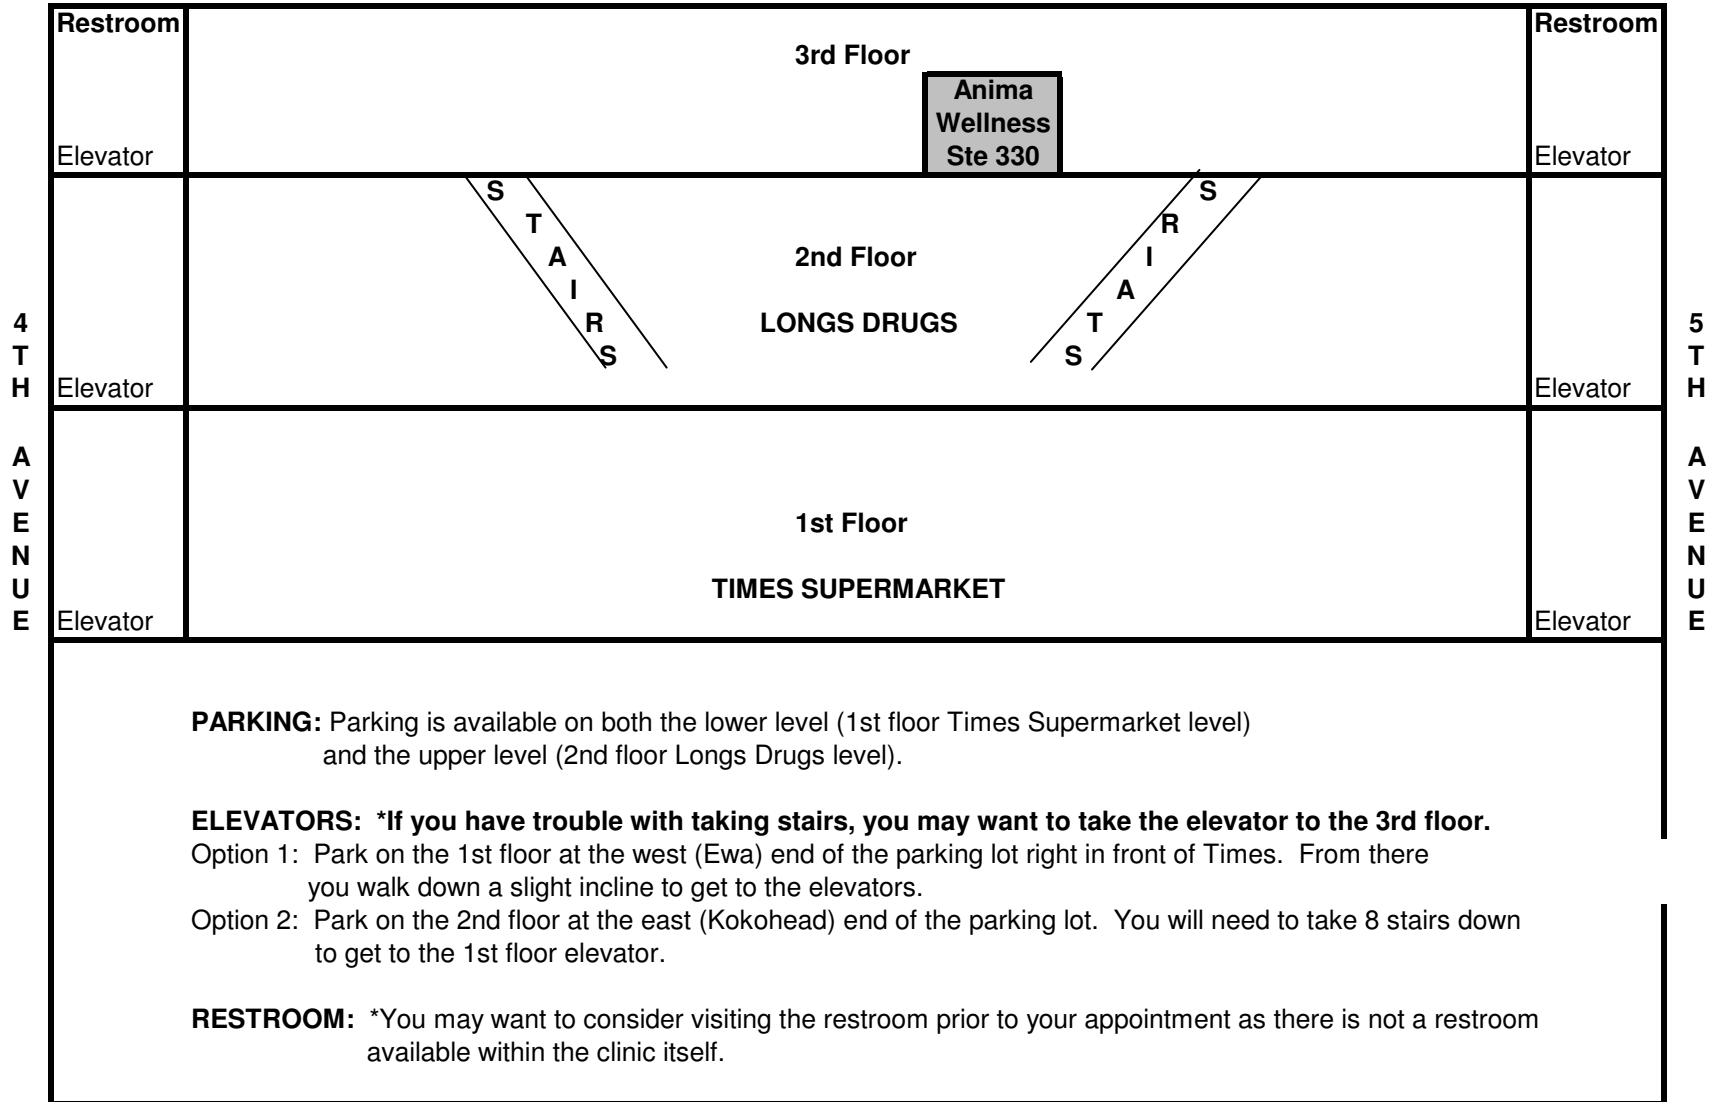 Restroom
Restroom
3rd Floor
Anima
Wellness
Ste 330
Elevator
Elevator
STAIRS
STAIRS
2nd Floor
LONGS DRUGS
4TH AVENUE
5TH AVENUE
Elevator
Elevator
1st Floor
TIMES SUPERMARKET
Elevator
Elevator
PARKING: Parking is available on both the lower level (1st floor Times Supermarket level)
and the upper level (2nd floor Longs Drugs level).
ELEVATORS: *If you have trouble with taking stairs, you may want to take the elevator to the 3rd floor.
Option 1: Park on the 1st floor at the west (Ewa) end of the parking lot right in front of Times. From there
you walk down a slight incline to get to the elevators.
Option 2: Park on the 2nd floor at the east (Kokohead) end of the parking lot. You will need to take 8 stairs down
to get to the 1st floor elevator.
RESTROOM: *You may want to consider visiting the restroom prior to your appointment as there is not a restroom
available within the clinic itself.